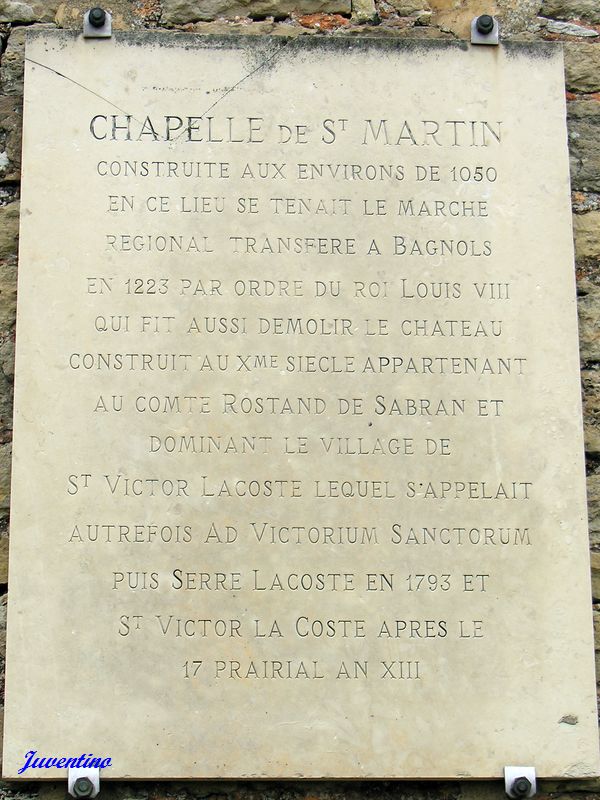 CHAPELLE DE ST MARTIN
CONSTRUITE AUX ENVIRONS DE 1050
EN CE LIEU SE TENAIT LE MARCHE
REGIONAL TRANSFERE A BAGNOLS
EN 1223 PAR ORDRE DU ROI LOUIS VIII
QUI FIT AUSSI DEMOLIR LE CHATEAU
CONSTRUIT AU XME SIECLE APPARTENANT
AU COMTE ROSTAND DE SABRAN ET
DOMINANT LE VILLAGE DE
ST VICTOR LACOSTE LEQUEL S'APPELAIT
AUTREFOIS AD VICTORIUM SANCTORUM
PUIS SERRE LACOSTE EN 1793 ET
ST VICTOR LA COSTE APRES LE
17 PRAIRIAL AN XIII
Juventino